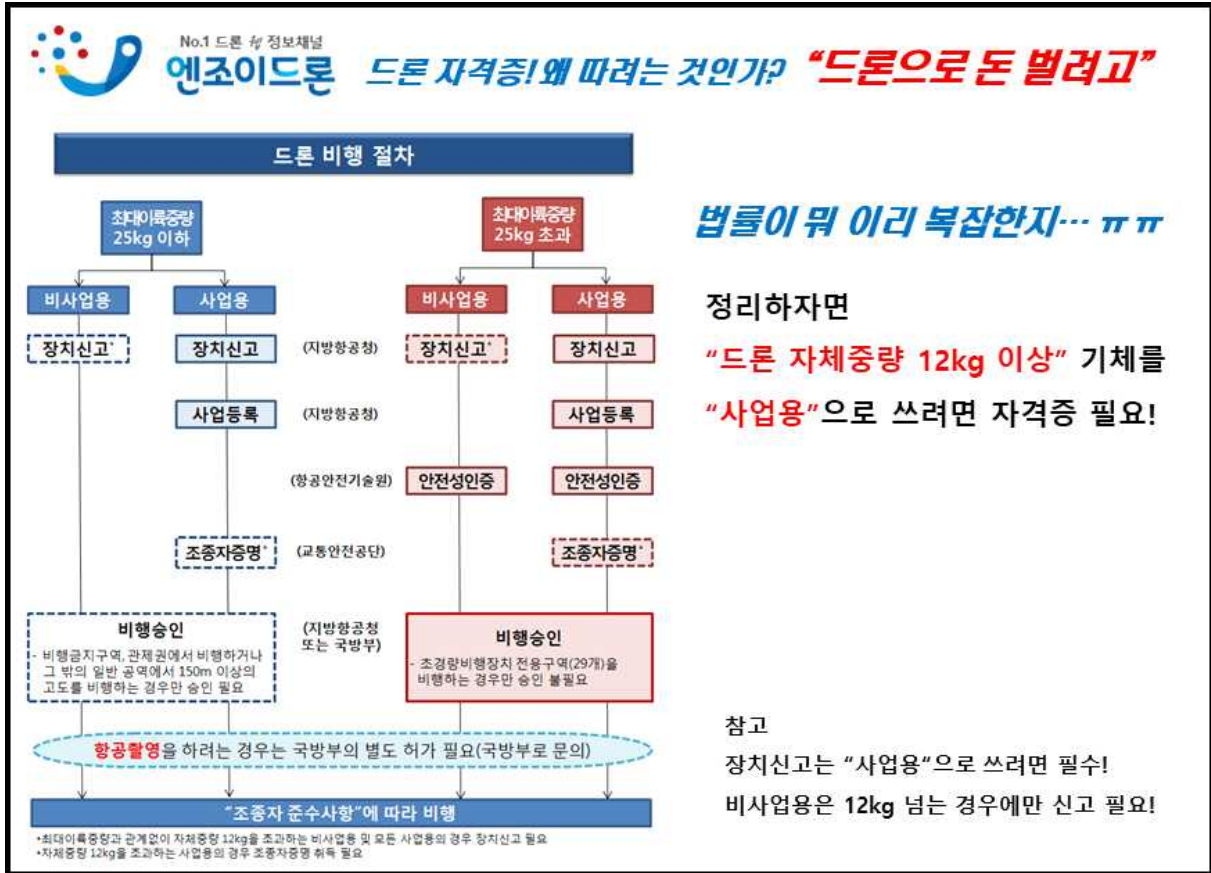 No.1 드론 웹 정보채널
엔조이드론
드론 자격증! 왜 따려는 것인가? “드론으로 돈 벌려고”
드론 비행 절차
최대이륙중량
25kg 이하
최대이륙중량
25kg 초과
법률이 뭐 이리 복잡한지… ㅠㅠ
비사업용 사업용 비사업용 사업용
정리하자면
장치신고* 장치신고 (지방항공청) 장치신고* 장치신고
“드론 자체중량 12kg 이상” 기체를
사업등록 (지방항공청) 사업등록
“사업용”으로 쓰려면 자격증 필요!
(항공안전기술원) 안전성인증 안전성인증
조종자증명* (교통안전공단) 조종자증명*
비행승인
- 비행금지구역, 관제권에서 비행하거나
그 밖의 일반 공역에서 150m 이상의
고도를 비행하는 경우만 승인 필요
(지방항공청
또는 국방부)
비행승인
- 초경량비행장치 전용구역(29개)을
비행하는 경우만 승인 불필요
항공촬영을 하려는 경우는 국방부의 별도 허가 필요(국방부로 문의)
“조종자 준수사항”에 따라 비행
•최대이륙중량과 관계없이 자체중량 12kg을 초과하는 비사업용 및 모든 사업용의 경우 장치신고 필요
•자체중량 12kg을 초과하는 사업용의 경우 조종자증명 취득 필요
참고
장치신고는 “사업용“으로 쓰려면 필수!
비사업용은 12kg 넘는 경우에만 신고 필요!